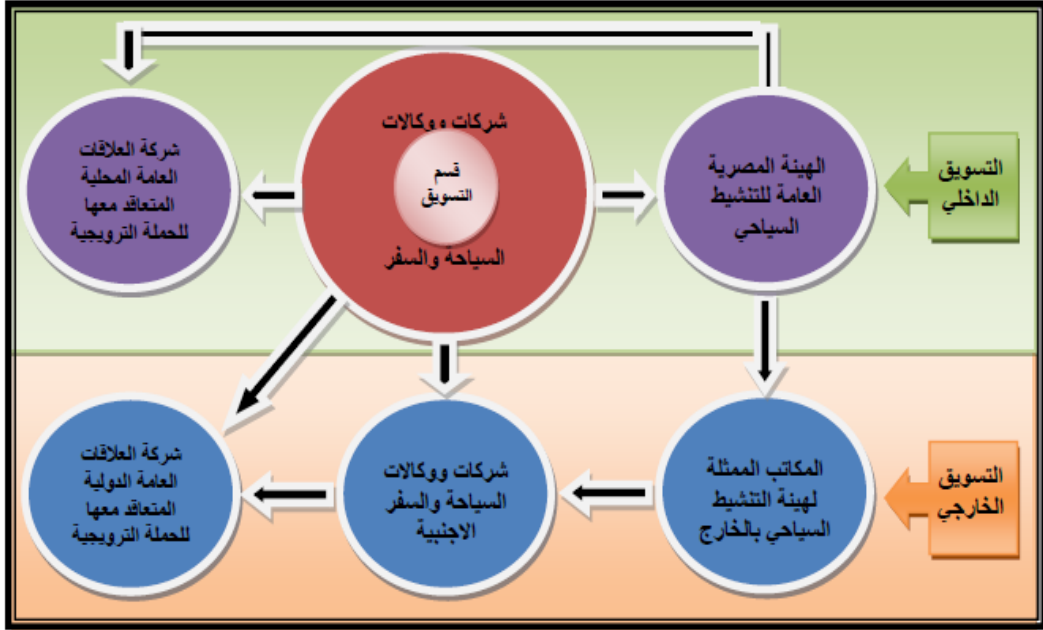 التسويق
الداخلي
الهيئة المصرية
العامة للتنشيط
السياحي
شركات ووكالات
قسم
التسويق
السياحة والسفر
شركة العلاقات
العامة المحلية
المتعاقد معها
للحملة الترويجية
التسويق
الخارجي
المكاتب الممثلة
لهيئة التنشيط
السياحي بالخارج
شركات ووكالات
السياحة والسفر
الاجنبية
شركة العلاقات
العامة الدولية
المتعاقد معها
للحملة الترويجية